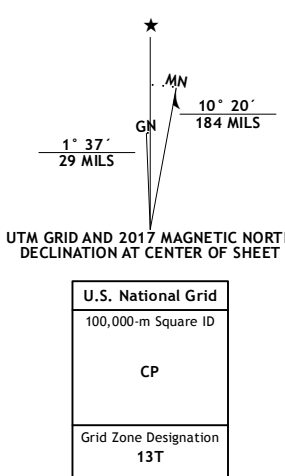 ★
MN
GN
10° 20´
184 MILS
1° 37´
29 MILS
UTM GRID AND 2017 MAGNETIC NORT
DECLINATION AT CENTER OF SHEET
U.S. National Grid
100,000-m Square ID
CP
Grid Zone Designation
13T